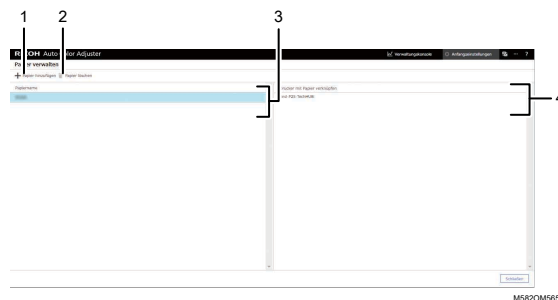 1 2 3
RICOH Auto Color Adjuster Verwaltungskonsole Anfangseinstellungen ?
Papier verwalten
Papier hinzufügen Papier löschen
Papiername
Drucker mit Papier verknüpfen
4
Schließen
M582OM565